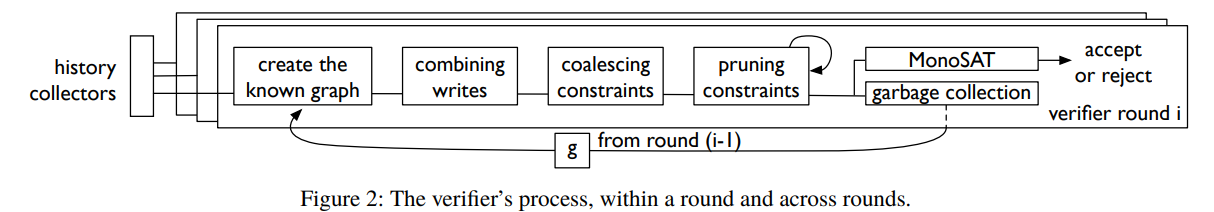 history
collectors
create the
known graph
combining
writes
coalescing
constraints
pruning
constraints
MonoSAT
garbage collection
accept
or reject
verifier round i
g
from round (i-1)
Figure 2: The verifier's process, within a round and across rounds.